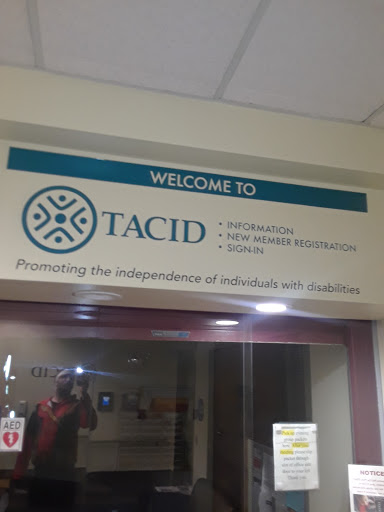 WELCOME TO
TACID
· INFORMATION
· NEW MEMBER REGISTRATION
· SIGN-IN
Promoting the independence of individuals with disabilities
AED
NOTICE